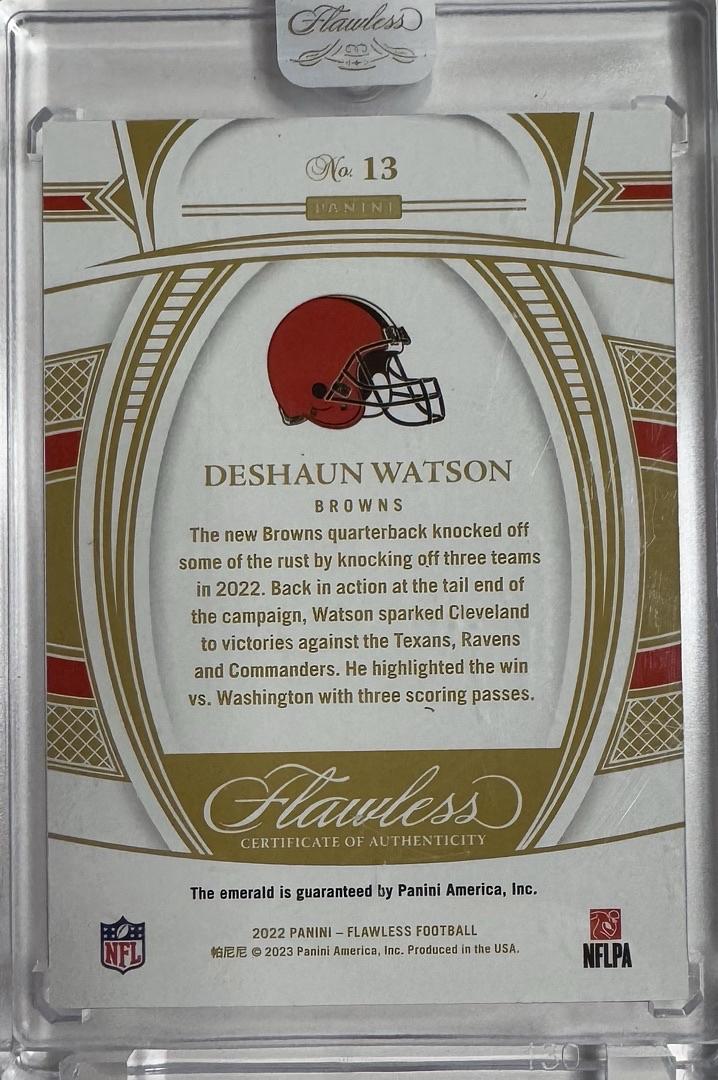 Flawless
No. 13
PANINI
DESHAUN WATSON
BROWNS
The new Browns quarterback knocked off
some of the rust by knocking off three teams
in 2022. Back in action at the tail end of
the campaign, Watson sparked Cleveland
to victories against the Texans, Ravens
and Commanders. He highlighted the win
vs. Washington with three scoring passes.
Flawless
CERTIFICATE OF AUTHENTICITY
The emerald is guaranteed by Panini America, Inc.
2022 PANINI – FLAWLESS FOOTBALL
帕尼尼 © 2023 Panini America, Inc. Produced in the USA.
NFL
NFLPA